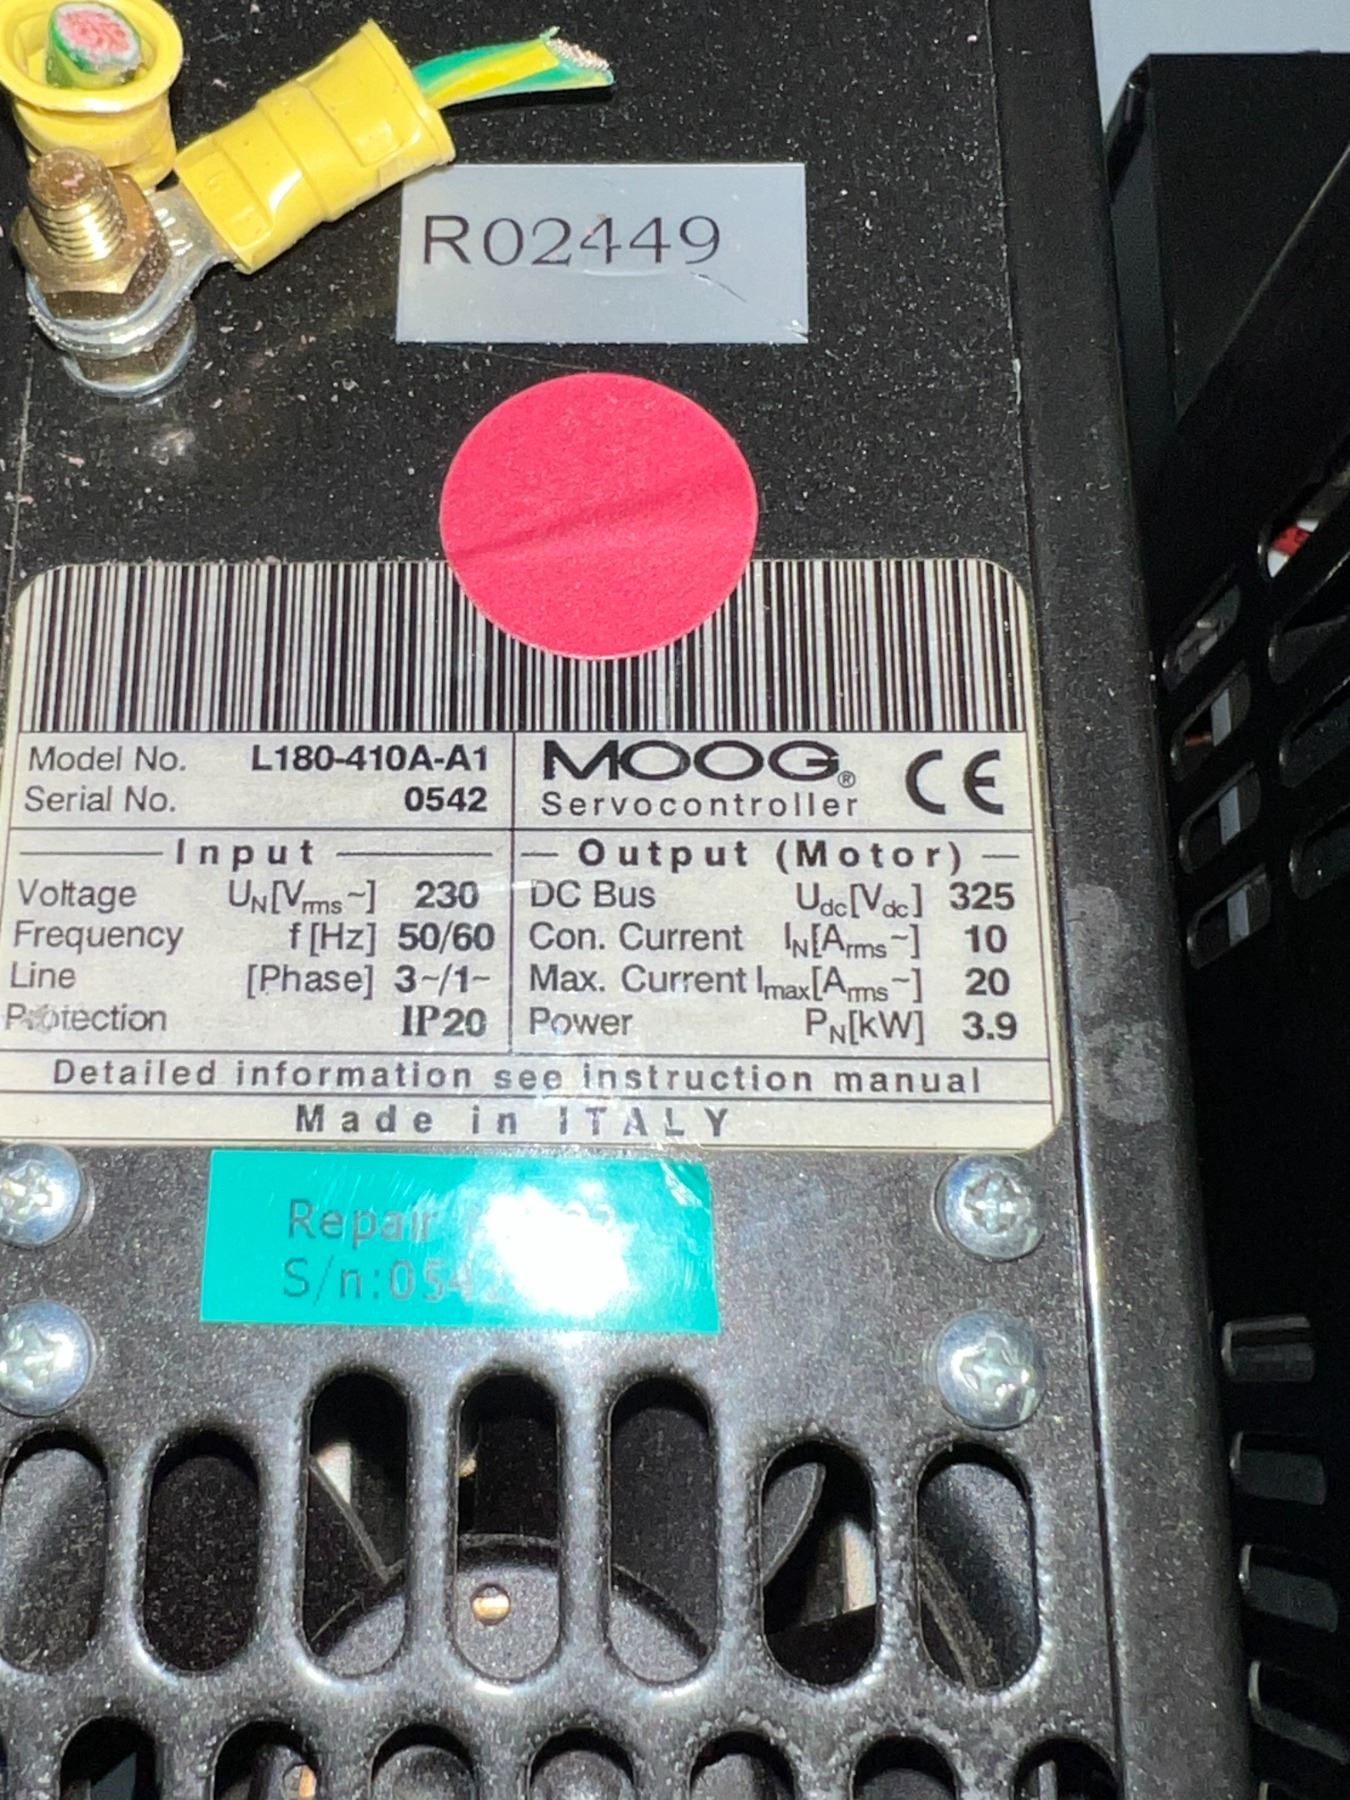 R02449
Model No. L180-410A-A1
Serial No. 0542
MOOG®
Servocontroller
CE
Input
Voltage UN[Vrms~] 230
Frequency f [Hz] 50/60
Line [Phase] 3~/1~
Protection IP20
Output (Motor)
DC Bus Udc[Vdc] 325
Con. Current IN[Arms~] 10
Max. Current Imax[Arms~] 20
Power PN[kW] 3.9
Detailed information see instruction manual
Made in ITALY
Repair
S/n:0542